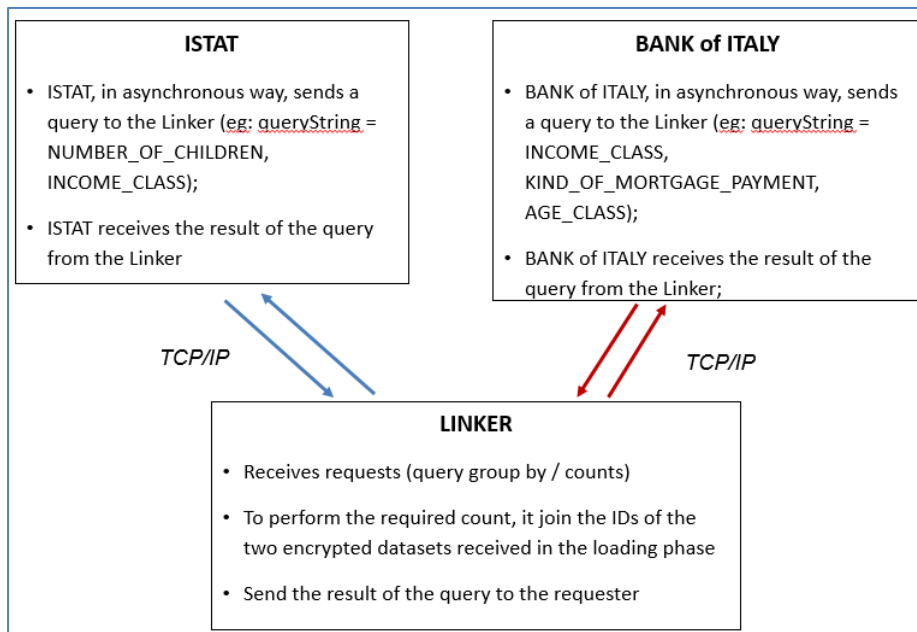 ISTAT
• ISTAT, in asynchronous way, sends a
query to the Linker (eg: queryString =
NUMBER_OF_CHILDREN,
INCOME_CLASS);
• ISTAT receives the result of the query
from the Linker
BANK of ITALY
• BANK of ITALY, in asynchronous way, sends
a query to the Linker (eg: queryString =
INCOME_CLASS,
KIND_OF_MORTGAGE_PAYMENT,
AGE_CLASS);
• BANK of ITALY receives the result of the
query from the Linker;
TCP/IP
TCP/IP
LINKER
• Receives requests (query group by / counts)
• To perform the required count, it join the IDs of the
two encrypted datasets received in the loading phase
• Send the result of the query to the requester